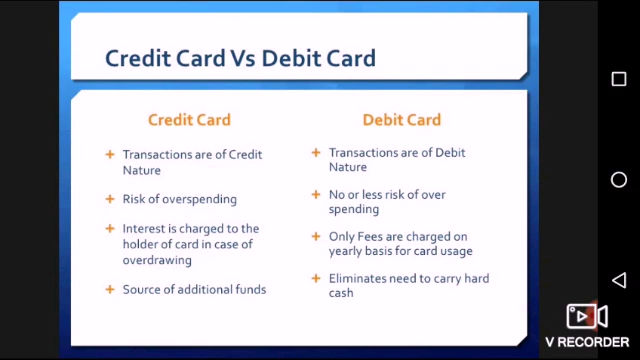 Credit Card Vs Debit Card
Credit Card
Transactions are of Credit
Nature
Risk of overspending
Interest is charged to the
holder of card in case of
overdrawing
Source of additional funds
Debit Card
Transactions are of Debit
Nature
No or less risk of over
spending
Only Fees are charged on
yearly basis for card usage
Eliminates need to carry hard
cash
V RECORDER